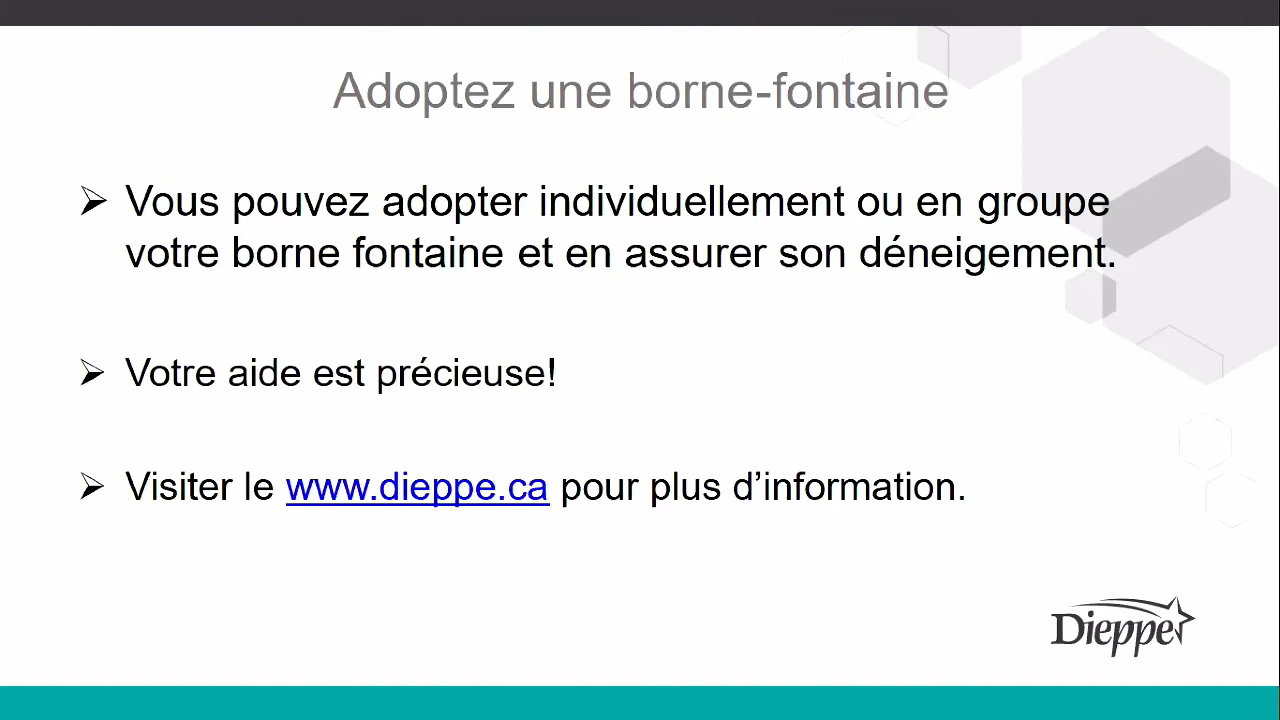 Adoptez une borne-fontaine
➢ Vous pouvez adopter individuellement ou en groupe
votre borne fontaine et en assurer son déneigement.
➢ Votre aide est précieuse!
➢ Visiter le www.dieppe.ca pour plus d’information.
Dieppe